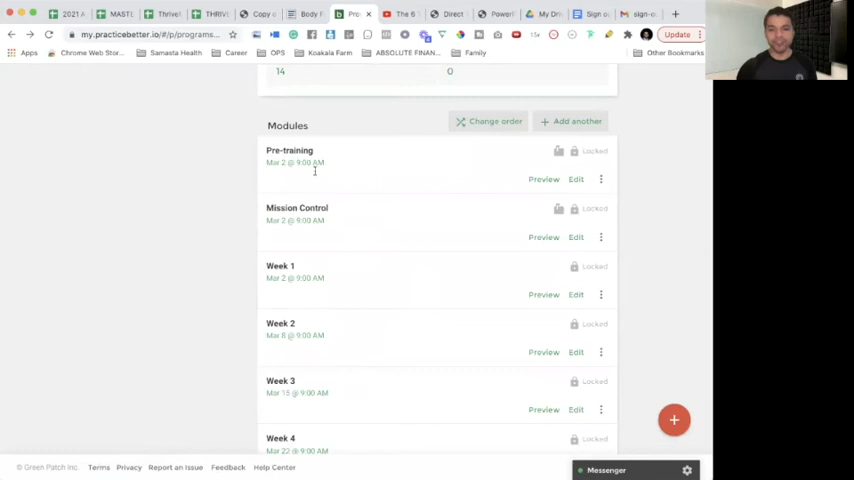 2021 A
MASTE
Thrivel
THRIVE
Copy o
Body F
Pro
The 6
Direct
PowerF
My Driv
Sign o
sign-o
my.practicebetter.io/#/p/programs...
Update
Apps
Chrome Web Stor...
Samasta Health
Career
OPS
Koakala Farm
ABSOLUTE FINAN...
Family
Other Bookmarks
14 0
Modules
Change order
+ Add another
Pre-training
Locked
Mar 2 @ 9:00 AM
Preview Edit
Mission Control
Locked
Mar 2 @ 9:00 AM
Preview Edit
Week 1
Locked
Mar 2 @ 9:00 AM
Preview Edit
Week 2
Locked
Mar 8 @ 9:00 AM
Preview Edit
Week 3
Locked
Mar 15 @ 9:00 AM
Preview Edit
Week 4
Locked
Mar 22 @ 9:00 AM
© Green Patch Inc. Terms Privacy Report an Issue Feedback Help Center
Messenger